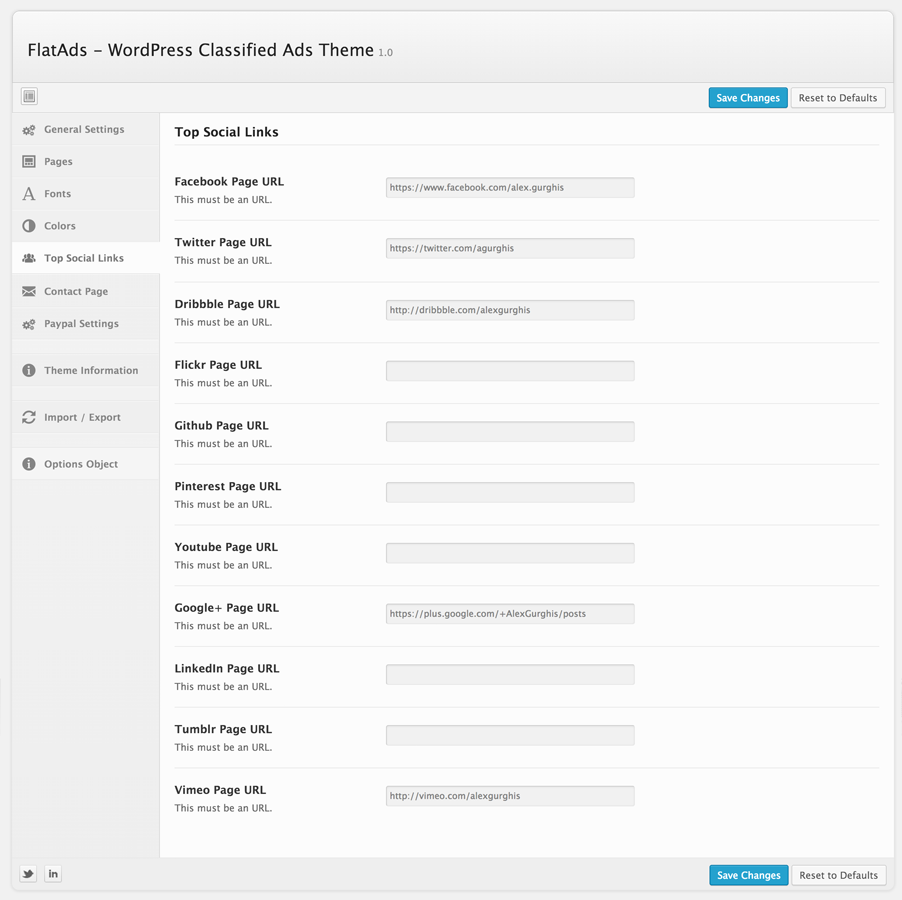 FlatAds – WordPress Classified Ads Theme 1.0
Save Changes
Reset to Defaults
General Settings
Pages
Fonts
Colors
Top Social Links
Contact Page
Paypal Settings
Theme Information
Import / Export
Options Object
Top Social Links
Facebook Page URL
This must be an URL.
https://www.facebook.com/alex.gurghis
Twitter Page URL
This must be an URL.
https://twitter.com/agurghis
Dribbble Page URL
This must be an URL.
http://dribbble.com/alexgurghis
Flickr Page URL
This must be an URL.
Github Page URL
This must be an URL.
Pinterest Page URL
This must be an URL.
Youtube Page URL
This must be an URL.
Google+ Page URL
This must be an URL.
https://plus.google.com/+AlexGurghis/posts
LinkedIn Page URL
This must be an URL.
Tumblr Page URL
This must be an URL.
Vimeo Page URL
This must be an URL.
http://vimeo.com/alexgurghis
in
Save Changes
Reset to Defaults